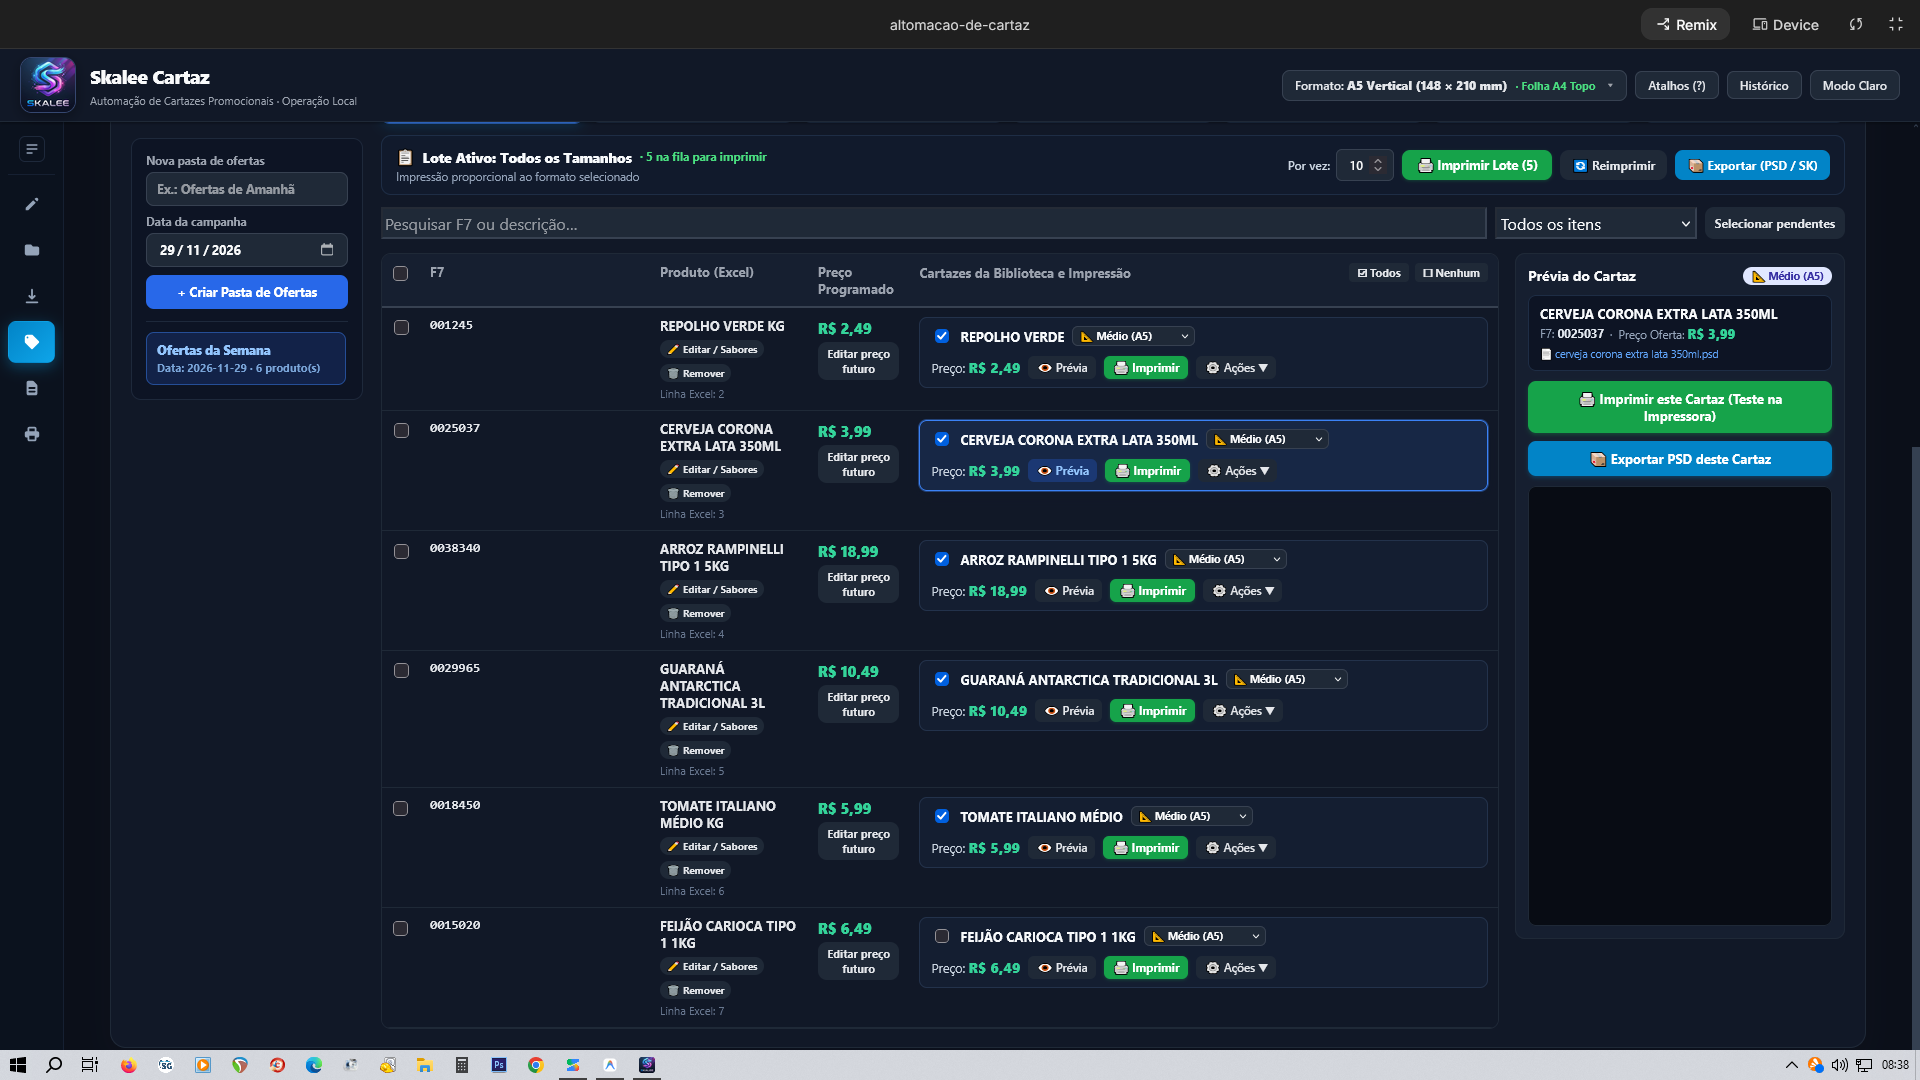 altomacao-de-cartaz
Remix
Device
SKALEE
Skalee Cartaz
Automação de Cartazes Promocionais · Operação Local
Formato: A5 Vertical (148 × 210 mm) · Folha A4 Topo
Atalhos (?)
Histórico
Modo Claro
Nova pasta de ofertas
Ex.: Ofertas de Amanhã
Data da campanha
29 / 11 / 2026
+ Criar Pasta de Ofertas
Ofertas da Semana
Data: 2026-11-29 · 6 produto(s)
Lote Ativo: Todos os Tamanhos · 5 na fila para imprimir
Impressão proporcional ao formato selecionado
Por vez: 10
Imprimir Lote (5)
Reimprimir
Exportar (PSD / SK)
Pesquisar F7 ou descrição...
Todos os itens
Selecionar pendentes
F7
Produto (Excel)
Preço
Programado
Cartazes da Biblioteca e Impressão
Todos
Nenhum
001245
REPOLHO VERDE KG
Editar / Sabores
Remover
Linha Excel: 2
R$ 2,49
Editar preço
futuro
REPOLHO VERDE
Médio (A5)
Preço: R$ 2,49
Prévia
Imprimir
Ações ▼
0025037
CERVEJA CORONA
EXTRA LATA 350ML
Editar / Sabores
Remover
Linha Excel: 3
R$ 3,99
Editar preço
futuro
CERVEJA CORONA EXTRA LATA 350ML
Médio (A5)
Preço: R$ 3,99
Prévia
Imprimir
Ações ▼
0038340
ARROZ RAMPINELLI
TIPO 1 5KG
Editar / Sabores
Remover
Linha Excel: 4
R$ 18,99
Editar preço
futuro
ARROZ RAMPINELLI TIPO 1 5KG
Médio (A5)
Preço: R$ 18,99
Prévia
Imprimir
Ações ▼
0029965
GUARANÁ
ANTARCTICA
TRADICIONAL 3L
Editar / Sabores
Remover
Linha Excel: 5
R$ 10,49
Editar preço
futuro
GUARANÁ ANTARCTICA TRADICIONAL 3L
Médio (A5)
Preço: R$ 10,49
Prévia
Imprimir
Ações ▼
0018450
TOMATE ITALIANO
MÉDIO KG
Editar / Sabores
Remover
Linha Excel: 6
R$ 5,99
Editar preço
futuro
TOMATE ITALIANO MÉDIO
Médio (A5)
Preço: R$ 5,99
Prévia
Imprimir
Ações ▼
0015020
FEIJÃO CARIOCA TIPO
1 1KG
Editar / Sabores
Remover
Linha Excel: 7
R$ 6,49
Editar preço
futuro
FEIJÃO CARIOCA TIPO 1 1KG
Médio (A5)
Preço: R$ 6,49
Prévia
Imprimir
Ações ▼
Prévia do Cartaz
Médio (A5)
CERVEJA CORONA EXTRA LATA 350ML
F7: 0025037 · Preço Oferta: R$ 3,99
cerveja corona extra lata 350ml.psd
Imprimir este Cartaz (Teste na
Impressora)
Exportar PSD deste Cartaz
SG
Ps
08:38